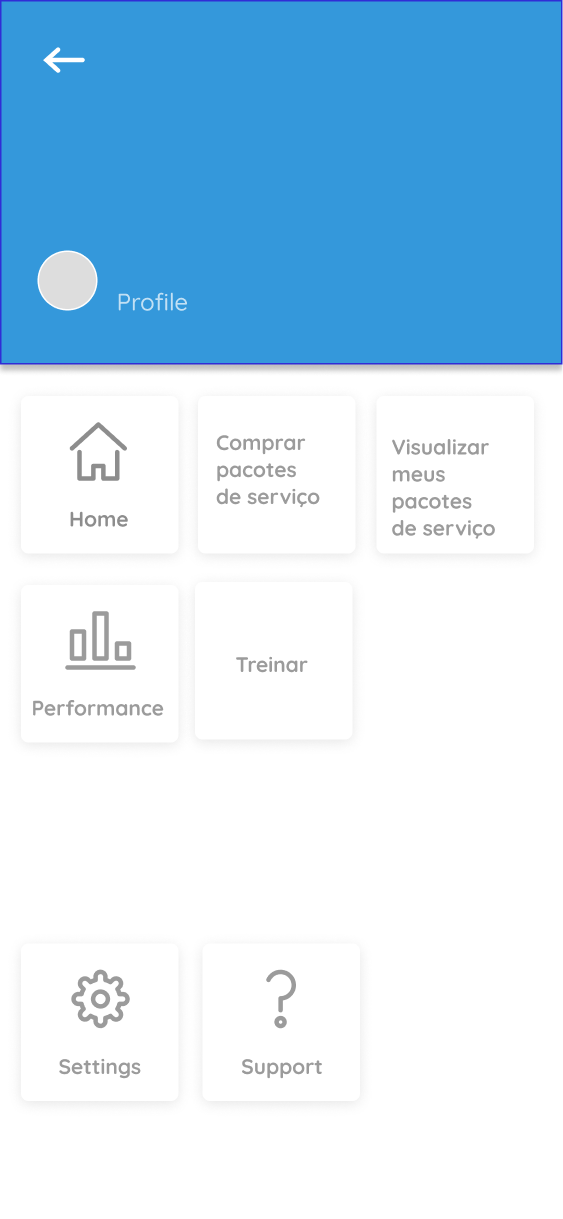 Profile
Home
Comprar
pacotes
de serviço
Visualizar
meus
pacotes
de serviço
Performance
Treinar
Settings
Support